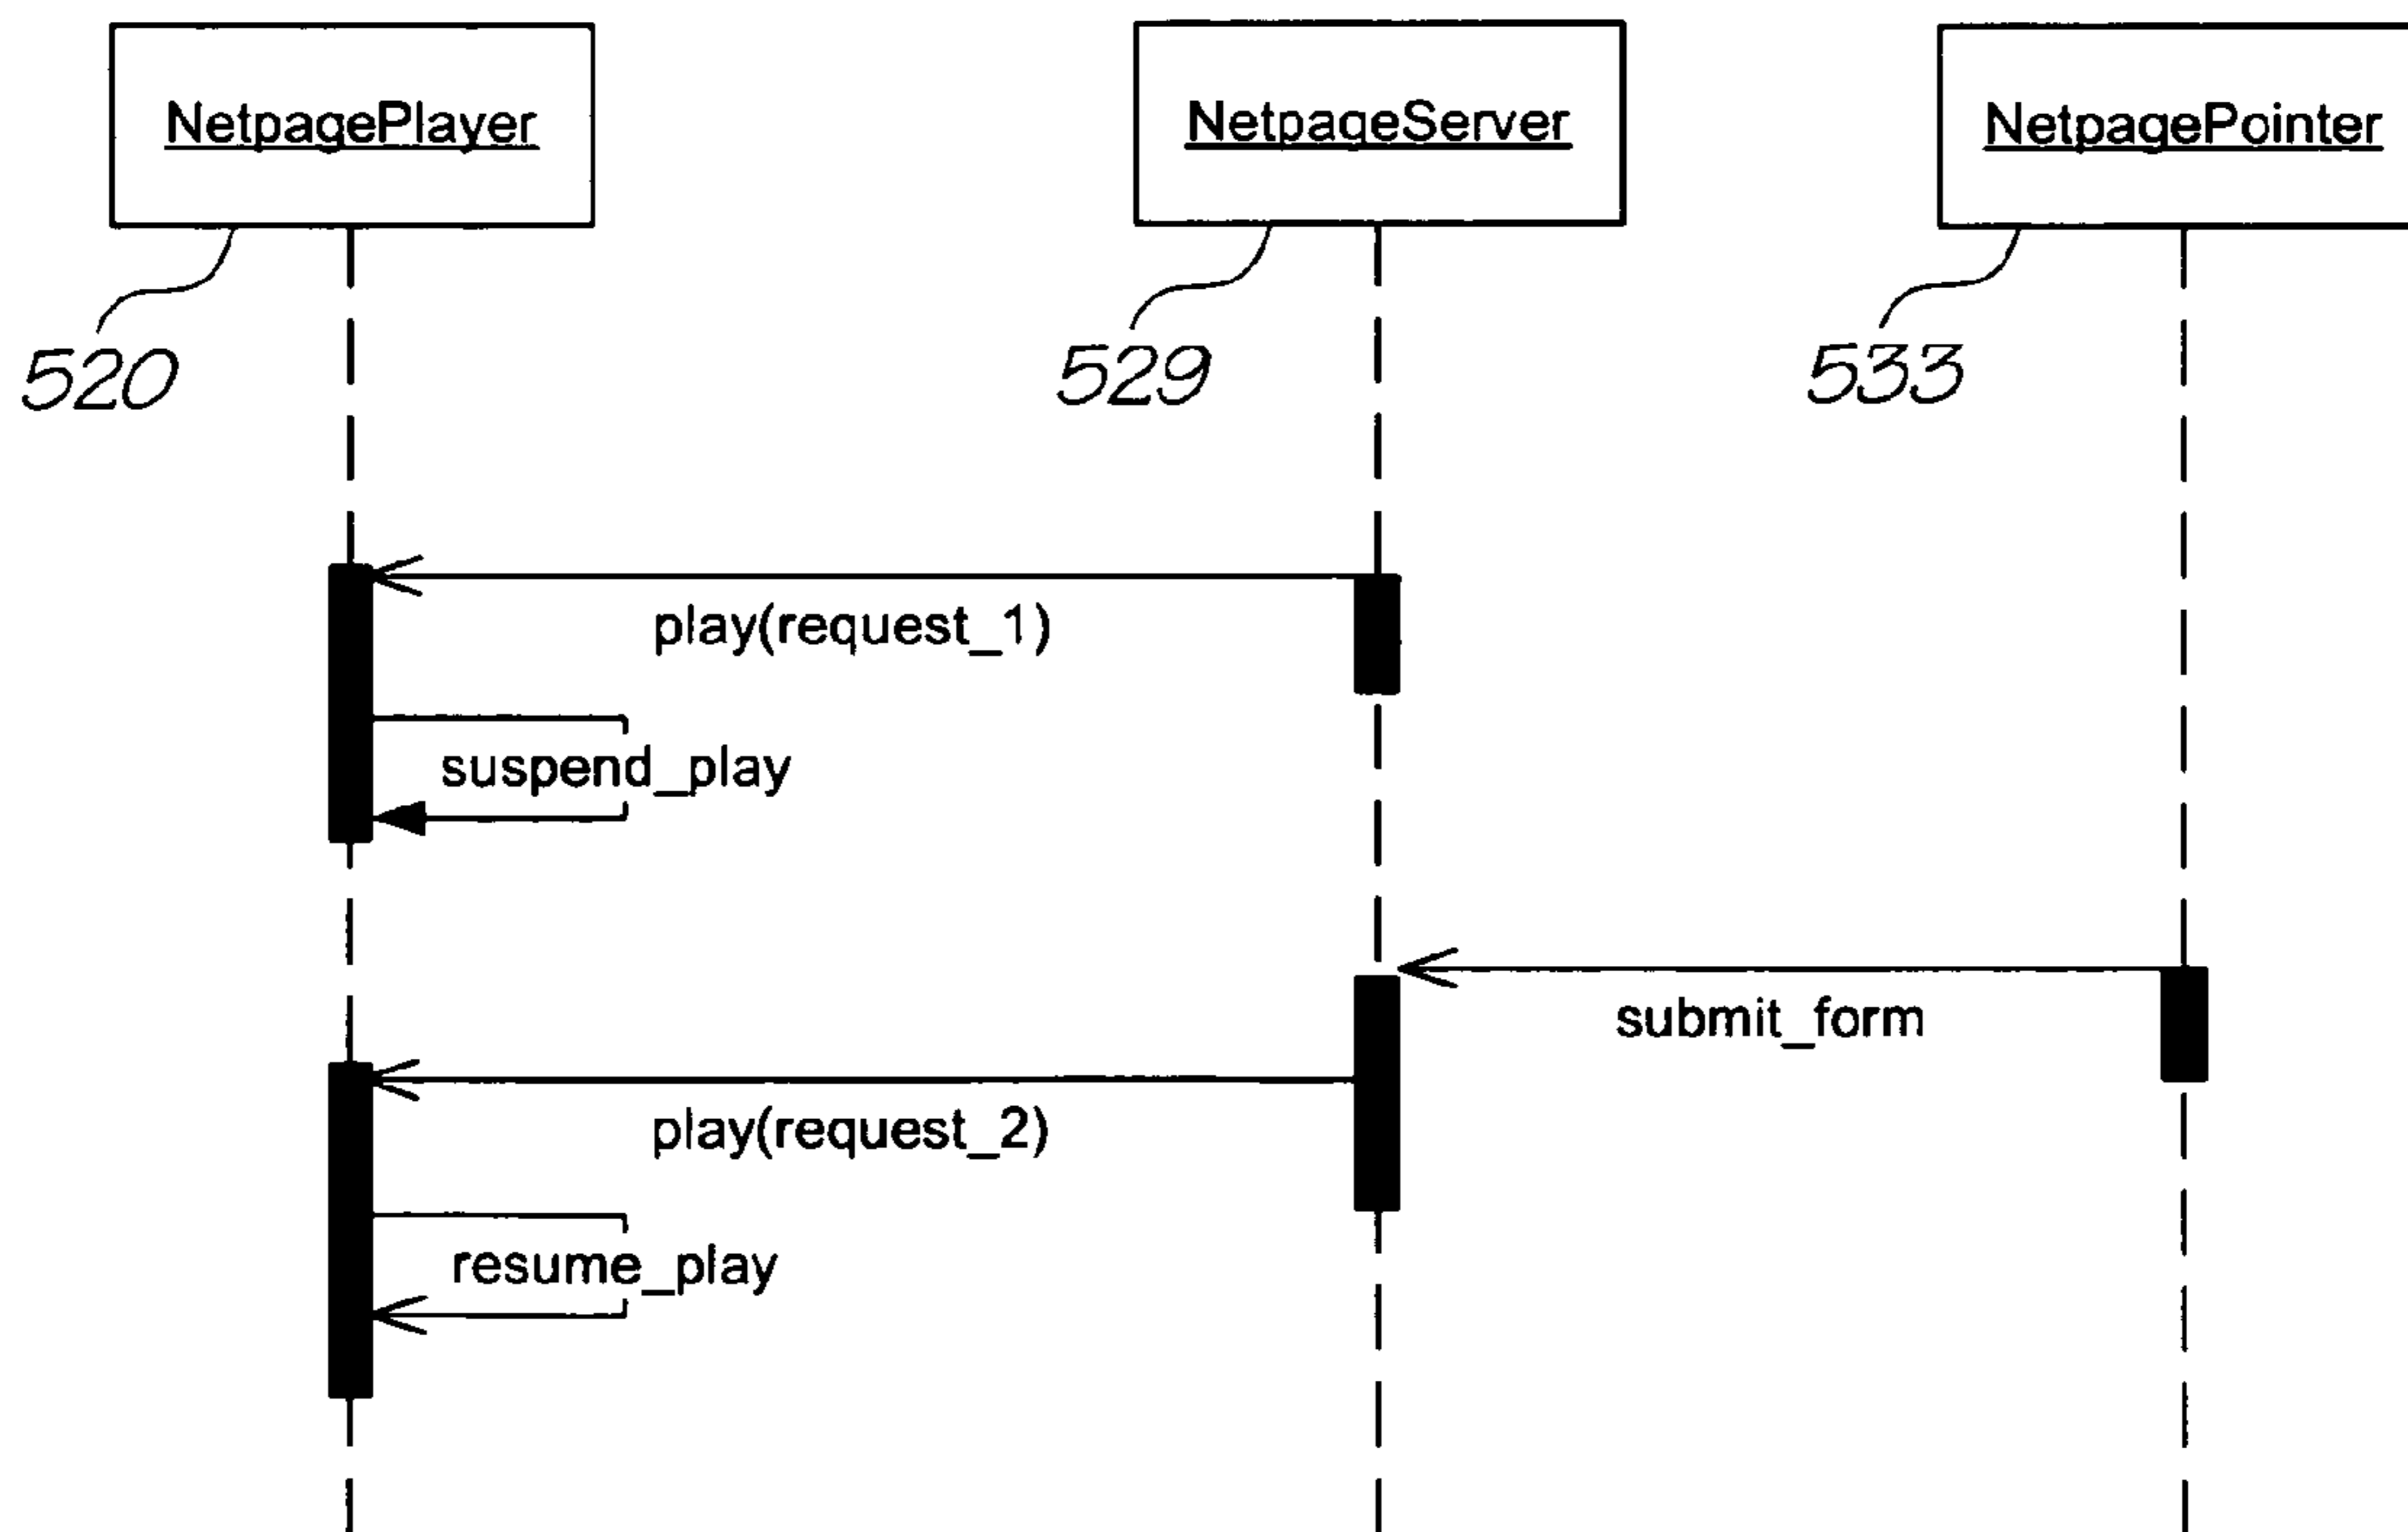 NetpagePlayer
NetpageServer
NetpagePointer
520
529
533
play(request_1)
suspend_play
submit_form
play(request_2)
resume_play